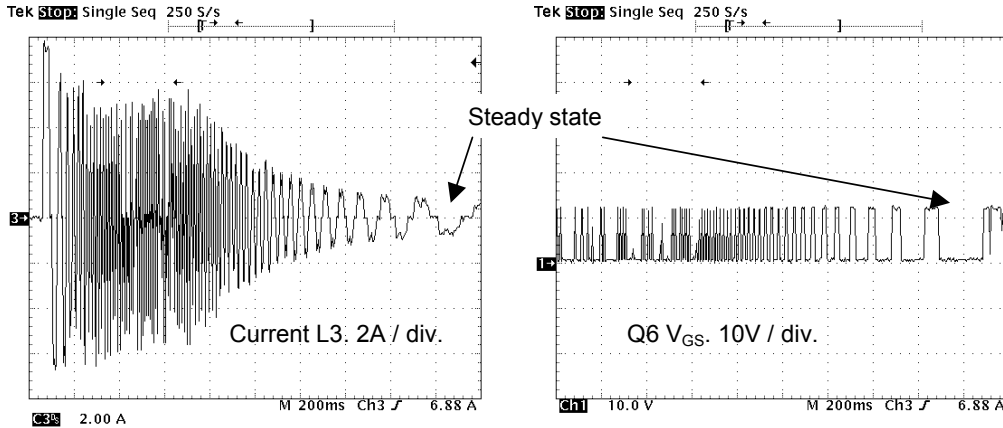 Tek Stop: Single Seq 250 S/s
3
Current L3. 2A / div.
M 200ms Ch3 6.88 A
2.00 A
Steady state
Tek Stop: Single Seq 250 S/s
1
Q6 VGS. 10V / div.
Ch1 10.0 V
M 200ms Ch3 6.88 A